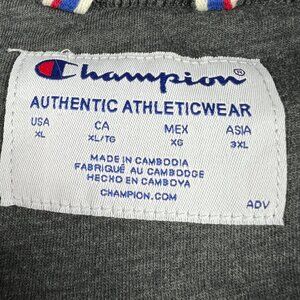 Champion
AUTHENTIC ATHLETICWEAR
USA CA MEX ASIA
XL XL/TG XG 3XL
MADE IN CAMBODIA
FABRIQUÉ AU CAMBODGE
HECHO EN CAMBOYA
CHAMPION.COM
ADV